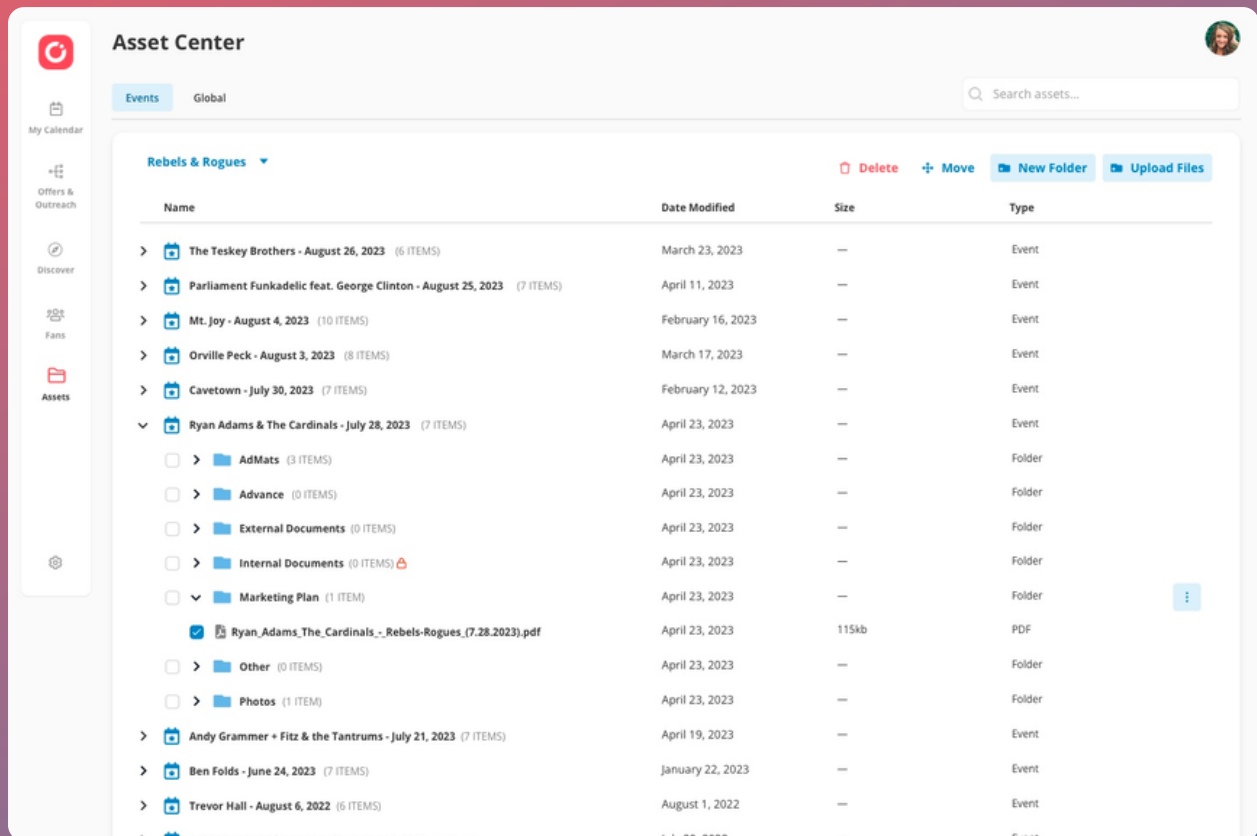 Asset Center
Events Global
Search assets...
My Calendar
Offers &
Outreach
Discover
Fans
Assets
Rebels & Rogues
Delete Move New Folder Upload Files
Name Date Modified Size Type
The Teskey Brothers - August 26, 2023 (6 ITEMS) March 23, 2023 — Event
Parliament Funkadelic feat. George Clinton - August 25, 2023 (7 ITEMS) April 11, 2023 — Event
Mt. Joy - August 4, 2023 (10 ITEMS) February 16, 2023 — Event
Orville Peck - August 3, 2023 (8 ITEMS) March 17, 2023 — Event
Cavetown - July 30, 2023 (7 ITEMS) February 12, 2023 — Event
Ryan Adams & The Cardinals - July 28, 2023 (7 ITEMS) April 23, 2023 — Event
AdMats (3 ITEMS) April 23, 2023 — Folder
Advance (0 ITEMS) April 23, 2023 — Folder
External Documents (0 ITEMS) April 23, 2023 — Folder
Internal Documents (0 ITEMS) April 23, 2023 — Folder
Marketing Plan (1 ITEM) April 23, 2023 — Folder
Ryan_Adams_The_Cardinals_-_Rebels-Rogues_(7.28.2023).pdf April 23, 2023 115kb PDF
Other (0 ITEMS) April 23, 2023 — Folder
Photos (1 ITEM) April 23, 2023 — Folder
Andy Grammer + Fitz & the Tantrums - July 21, 2023 (7 ITEMS) April 19, 2023 — Event
Ben Folds - June 24, 2023 (7 ITEMS) January 22, 2023 — Event
Trevor Hall - August 6, 2022 (6 ITEMS) August 1, 2022 — Event